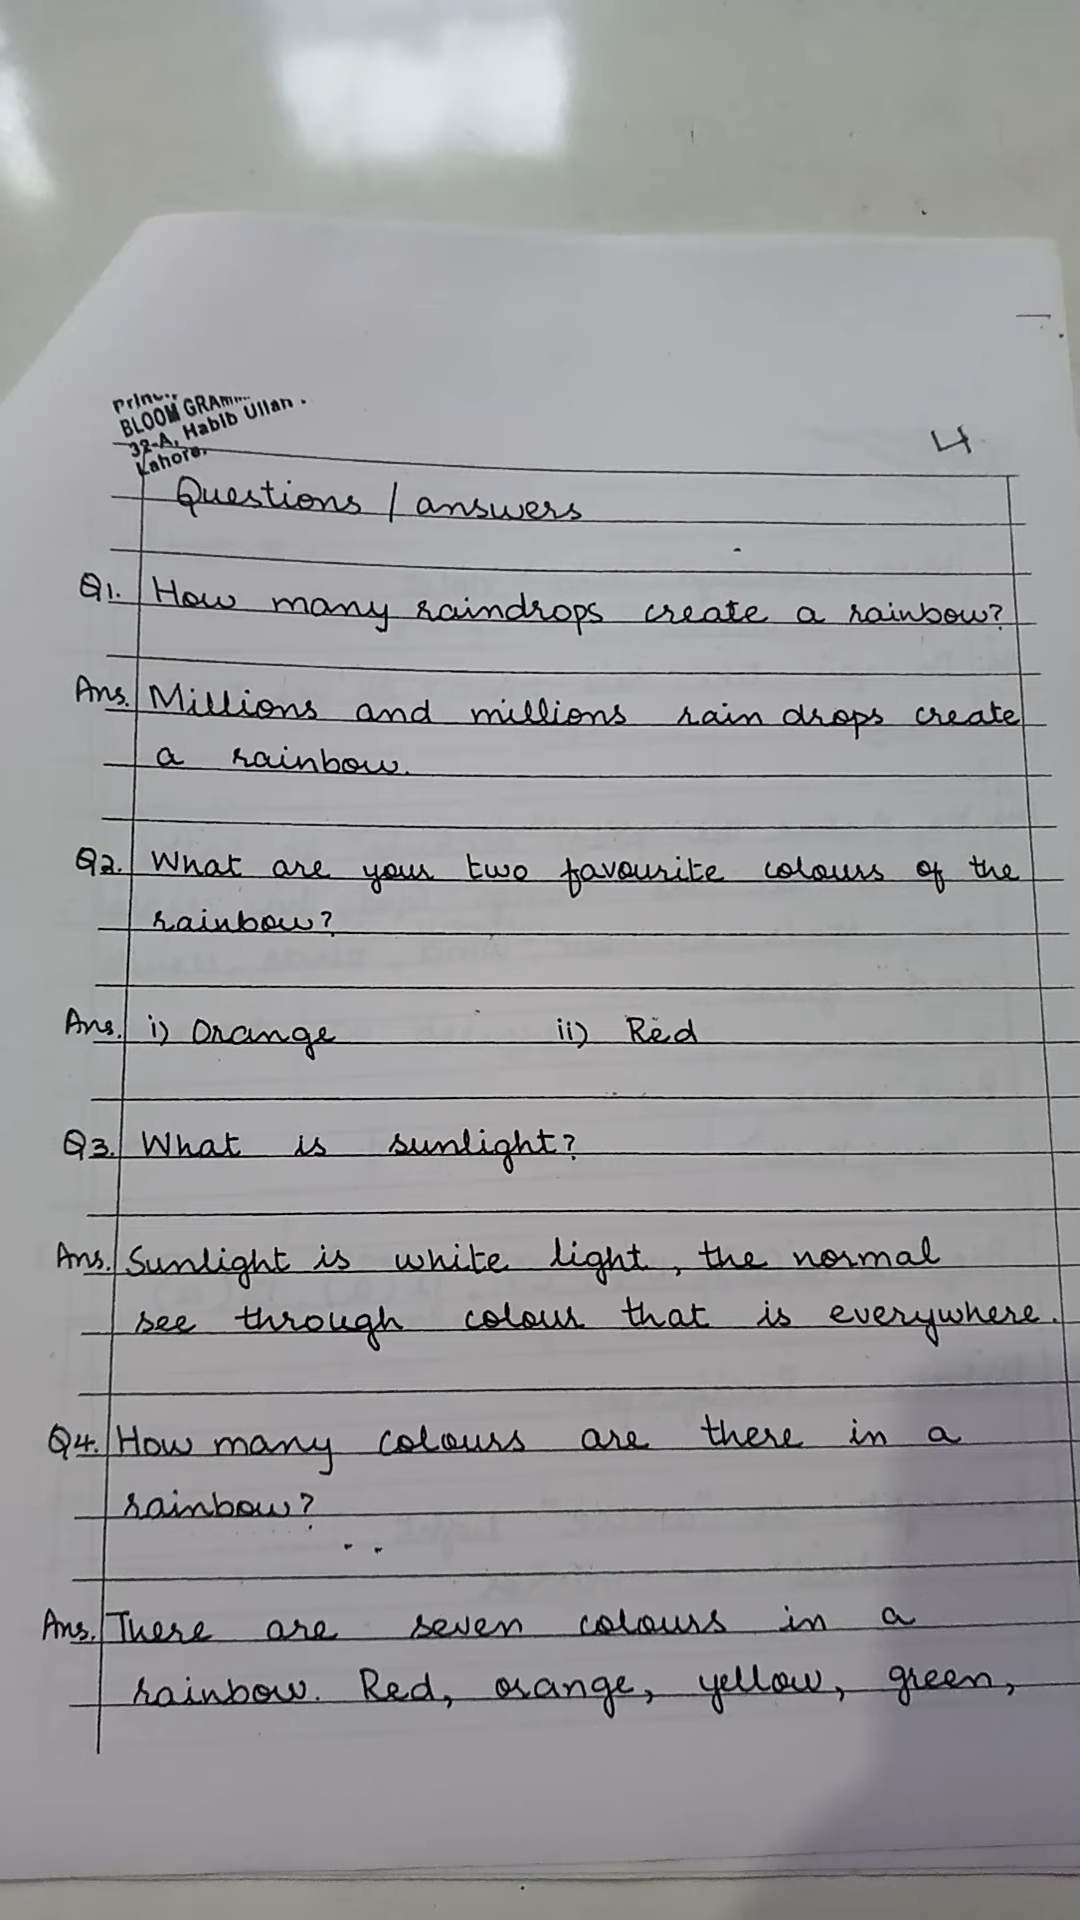 BLOOM
32-A, Habib Ullah
Lahore.
4
Questions / answers
Q1. How many raindrops create a rainbow?
Ans. Millions and millions rain drops create
a rainbow.
Q2. What are your two favourite colours of the
rainbow?
Ans. i) Orange ii) Red
Q3. What is sunlight?
Ans. Sunlight is white light, the normal
see through colour that is everywhere.
Q4. How many colours are there in a
rainbow?
Ans. There are seven colours in a
rainbow. Red, orange, yellow, green,